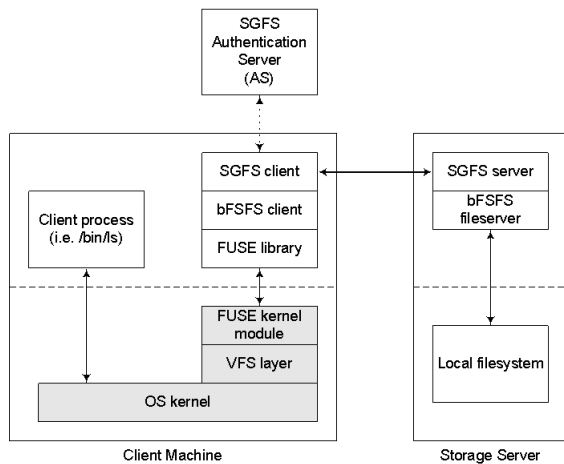 SGFS
Authentication
Server
(AS)
SGFS client
bFSFS client
FUSE library
Client process
(i.e. /bin/ls)
FUSE kernel
module
VFS layer
OS kernel
Client Machine
SGFS server
bFSFS
fileserver
Local filesystem
Storage Server